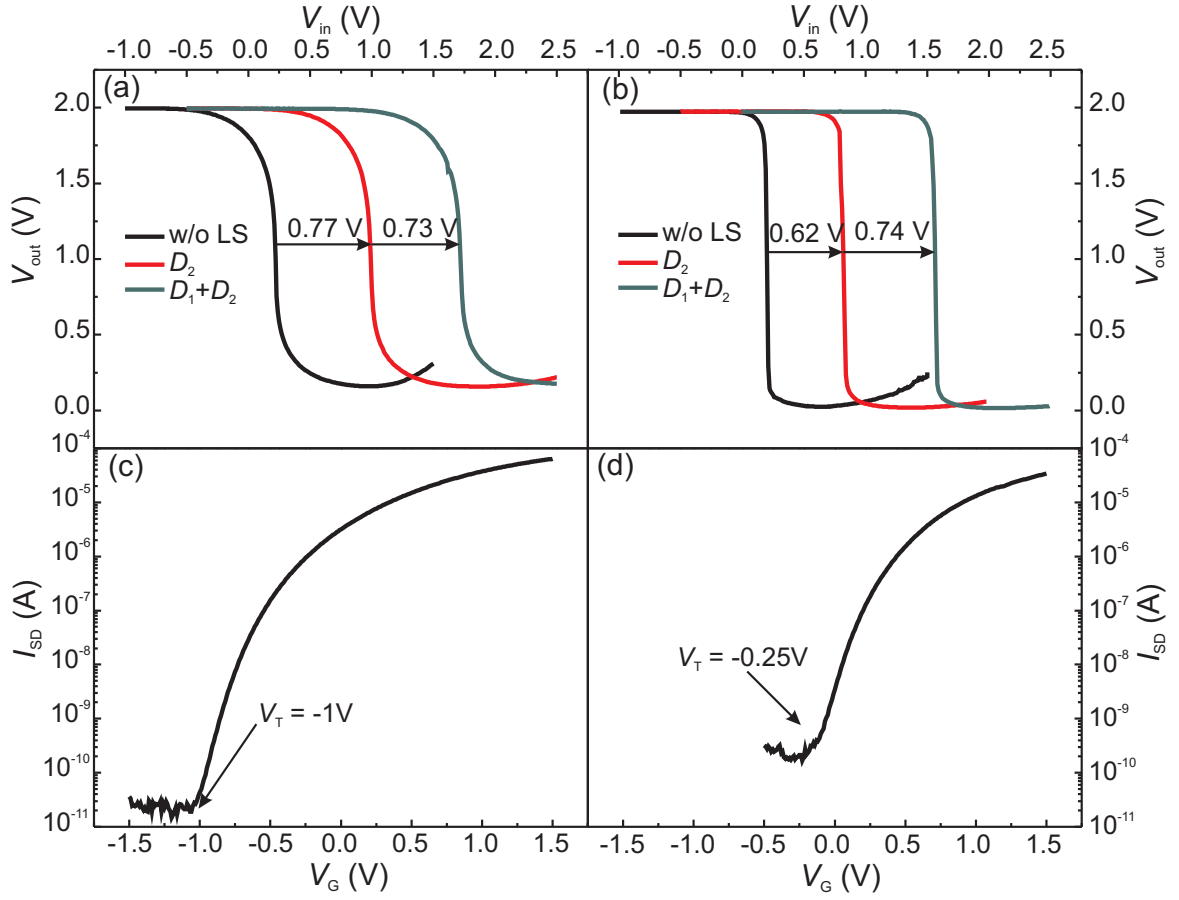 V_in (V) V_in (V)
-1.0 -0.5 0.0 0.5 1.0 1.5 2.0 2.5 -1.0 -0.5 0.0 0.5 1.0 1.5 2.0 2.5
(a) (b)
2.0 2.0
1.5 1.5
0.77 V 0.73 V 0.62 V 0.74 V
w/o LS w/o LS
1.0 1.0
D₂ D₂
D₁+D₂ D₁+D₂
V_out (V) V_out (V)
0.5 0.5
0.0 0.0
10⁻⁴ 10⁻⁴
(c) (d)
10⁻⁵ 10⁻⁵
10⁻⁶ 10⁻⁶
10⁻⁷ 10⁻⁷
I_SD (A) I_SD (A)
10⁻⁸ 10⁻⁸
V_T = -0.25V
V_T = -1V
10⁻⁹ 10⁻⁹
10⁻¹⁰ 10⁻¹⁰
10⁻¹¹ 10⁻¹¹
-1.5 -1.0 -0.5 0.0 0.5 1.0 1.5 -1.5 -1.0 -0.5 0.0 0.5 1.0 1.5
V_G (V) V_G (V)